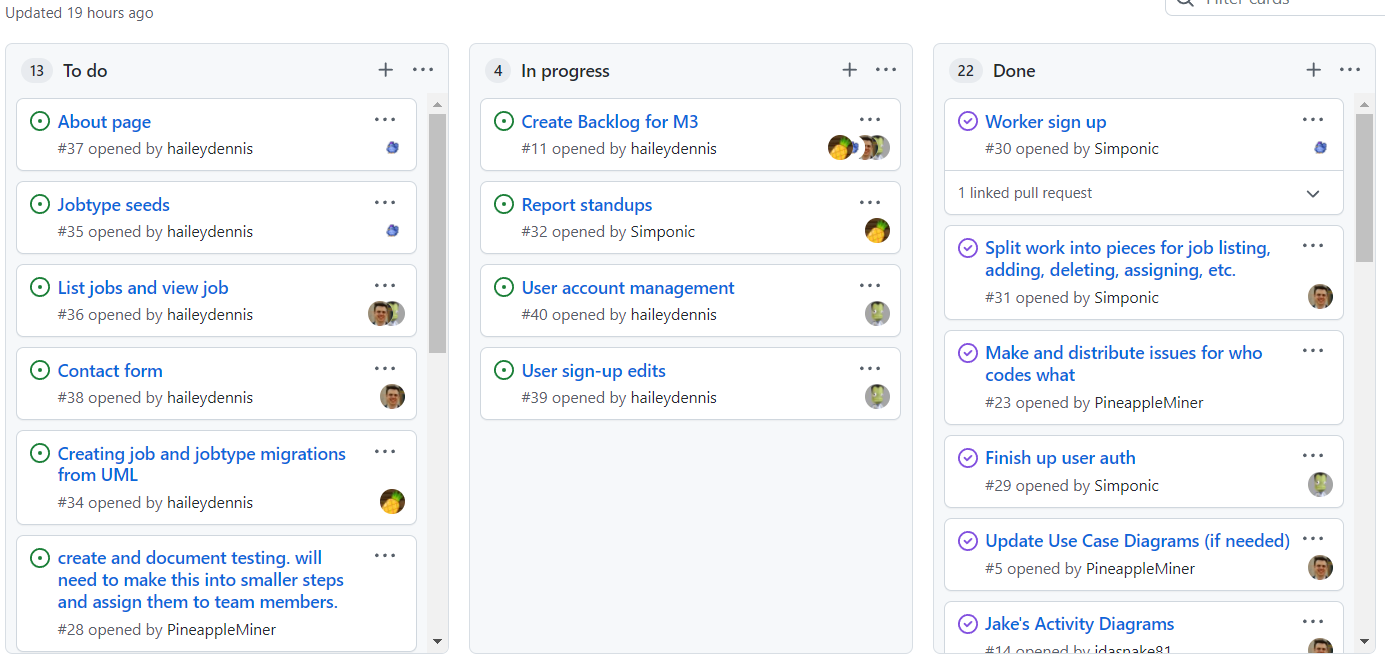 Updated 19 hours ago
Filter cards
13 To do
About page
#37 opened by haileydennis
Jobtype seeds
#35 opened by haileydennis
List jobs and view job
#36 opened by haileydennis
Contact form
#38 opened by haileydennis
Creating job and jobtype migrations
from UML
#34 opened by haileydennis
create and document testing. will
need to make this into smaller steps
and assign them to team members.
#28 opened by PineappleMiner
4 In progress
Create Backlog for M3
#11 opened by haileydennis
Report standups
#32 opened by Simponic
User account management
#40 opened by haileydennis
User sign-up edits
#39 opened by haileydennis
22 Done
Worker sign up
#30 opened by Simponic
1 linked pull request
Split work into pieces for job listing,
adding, deleting, assigning, etc.
#31 opened by Simponic
Make and distribute issues for who
codes what
#23 opened by PineappleMiner
Finish up user auth
#29 opened by Simponic
Update Use Case Diagrams (if needed)
#5 opened by PineappleMiner
Jake's Activity Diagrams
#14 opened by jdasnake81